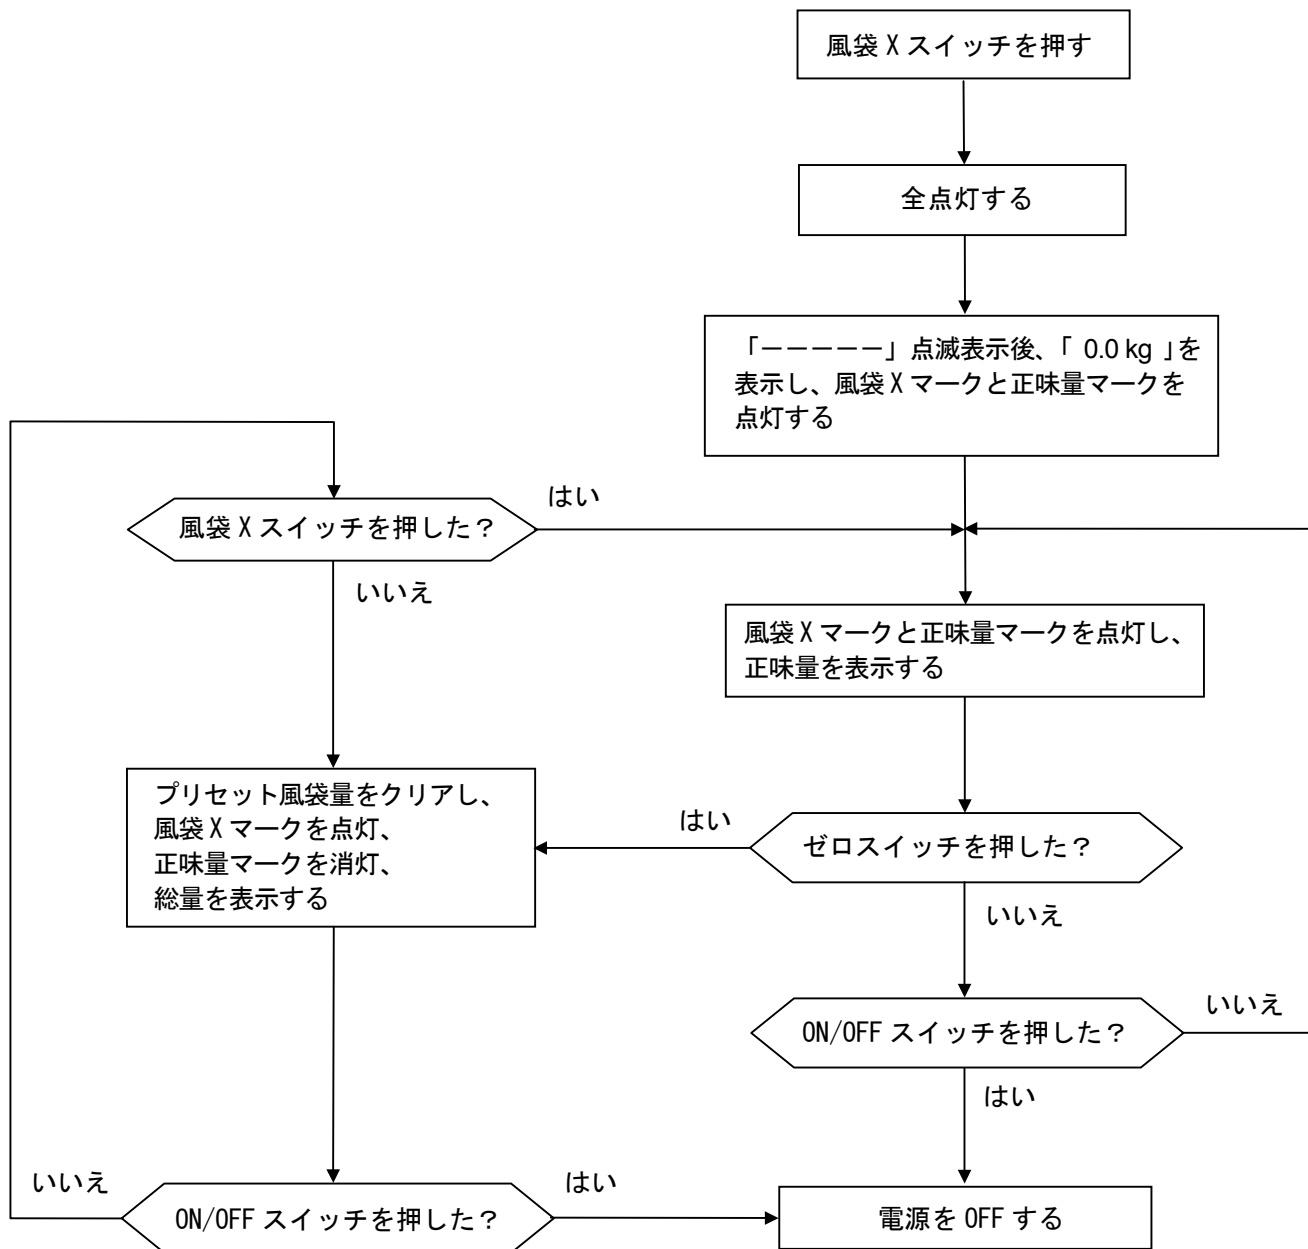 風袋 X スイッチを押す
全点灯する
「－－－－－」点滅表示後、「 0.0 kg 」を
表示し、風袋 X マークと正味量マークを
点灯する
はい
風袋 X スイッチを押した？
いいえ
風袋 X マークと正味量マークを点灯し、
正味量を表示する
プリセット風袋量をクリアし、
風袋 X マークを点灯、
正味量マークを消灯、
総量を表示する
はい
ゼロスイッチを押した？
いいえ
いいえ
ON/OFF スイッチを押した？
はい
いいえ
ON/OFF スイッチを押した？
はい
電源を OFF する